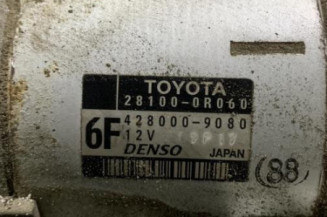 TOYOTA
28100-0R060
6F 428000-9080
12V
DENSO JAPAN
(88)